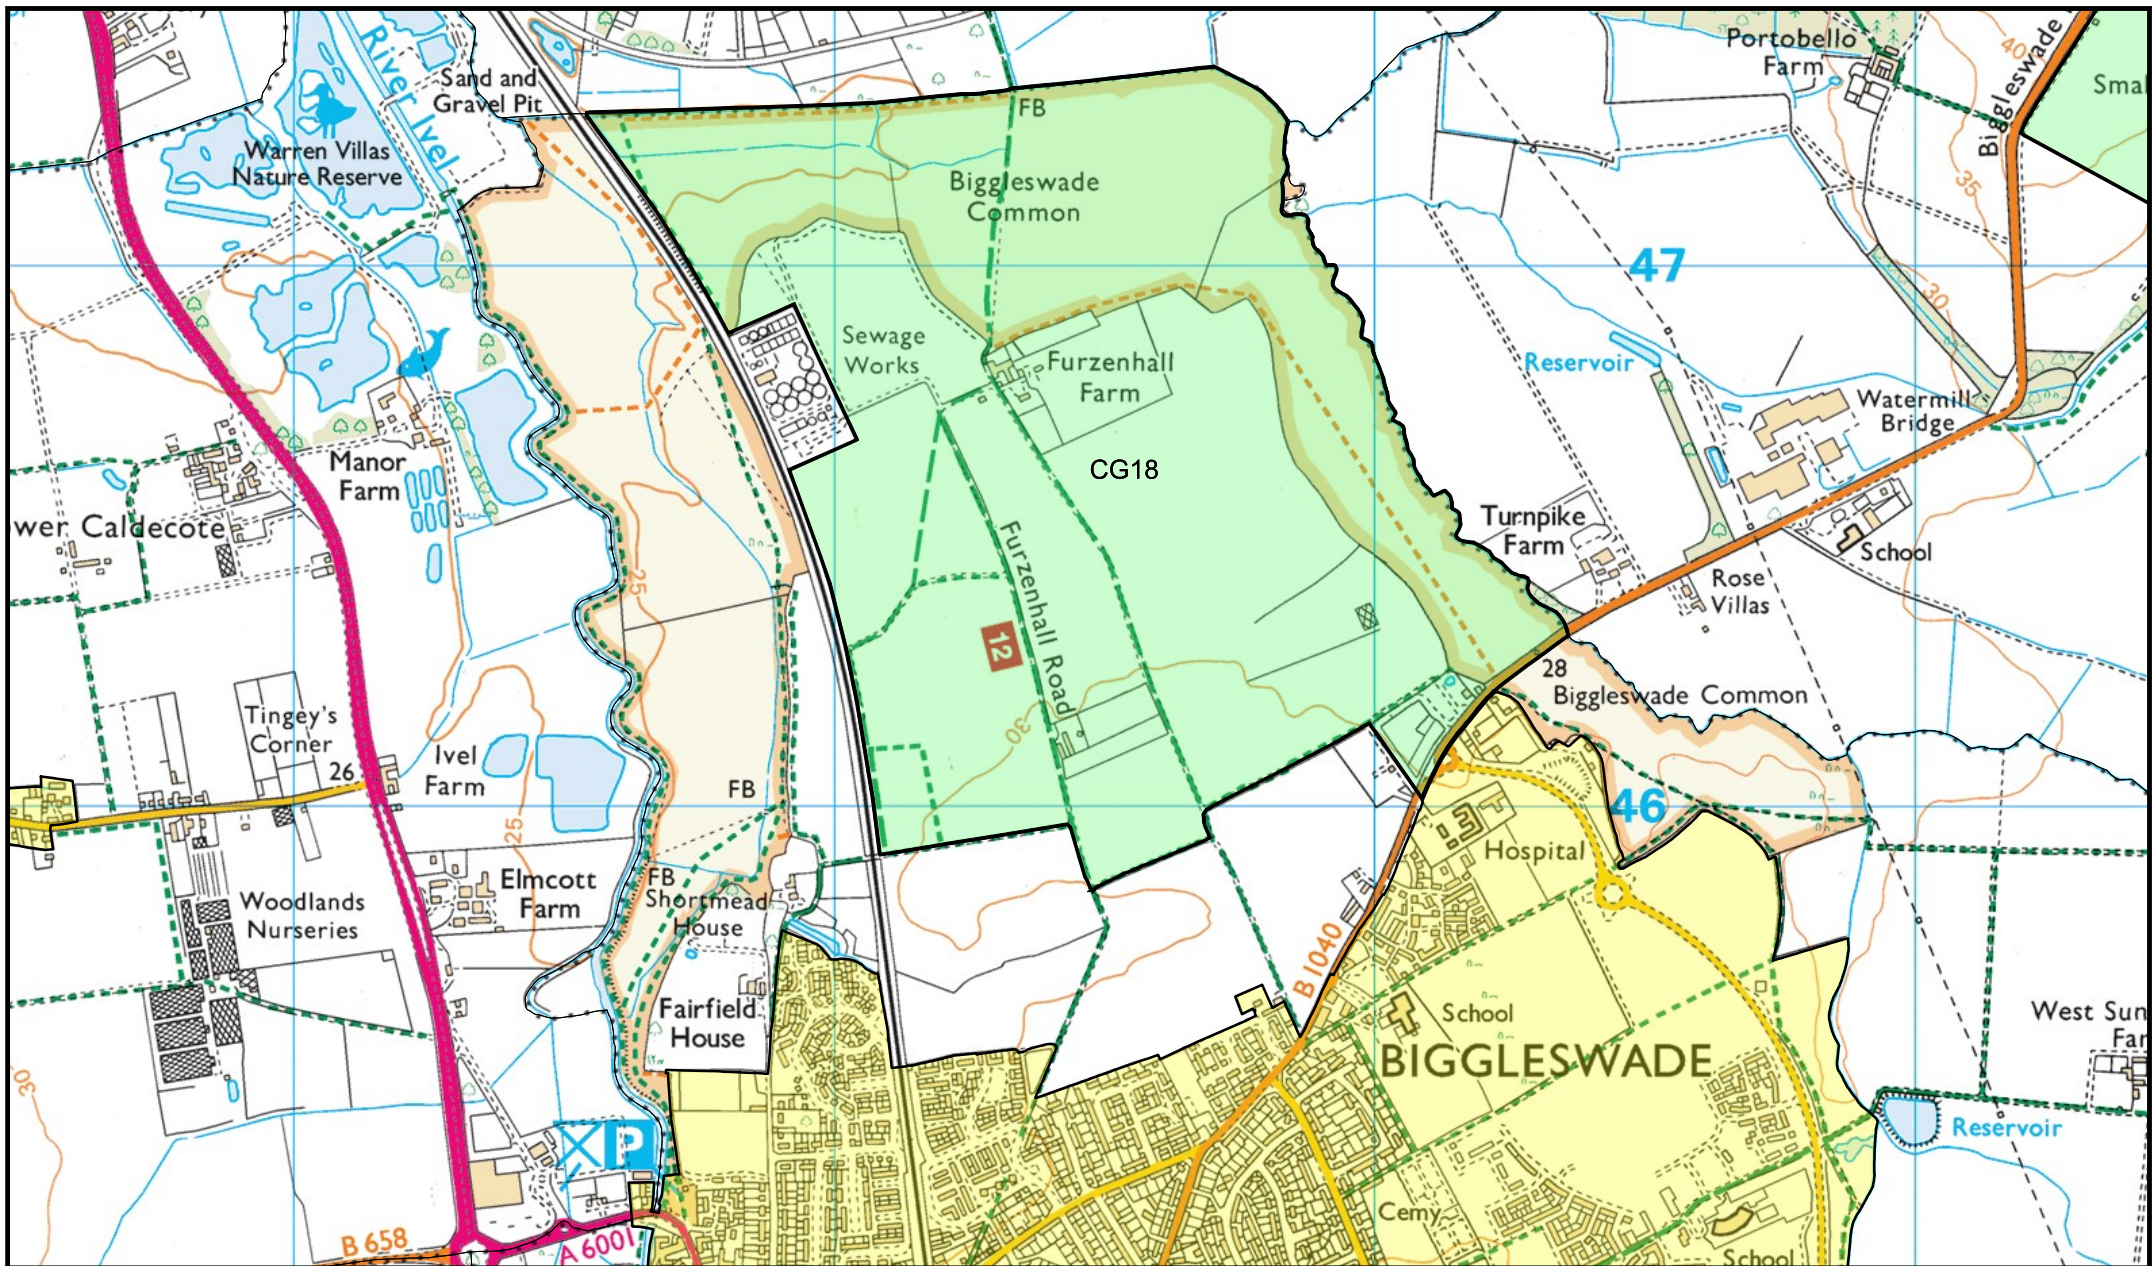 River Ivel
Sand and
Gravel Pit
Warren Villas
Nature Reserve
FB
Biggleswade
Common
Portobello
Farm
Biggleswade
40
35
30
47
Sewage
Works
Furzenhall
Farm
CG18
Reservoir
Watermill
Bridge
Manor
Farm
ower Caldecote
25
Turnpike
Farm
School
Rose
Villas
Furzenhall Road
12
30
28
Biggleswade Common
Tingey's
Corner
26
Ivel
Farm
FB
46
25
Hospital
Woodlands
Nurseries
Elmcott
Farm
FB
Shortmead
House
B 1040
Fairfield
House
School
BIGGLESWADE
West Sun
Far
30
Reservoir
P
Cemy
B 658
A 6001
School